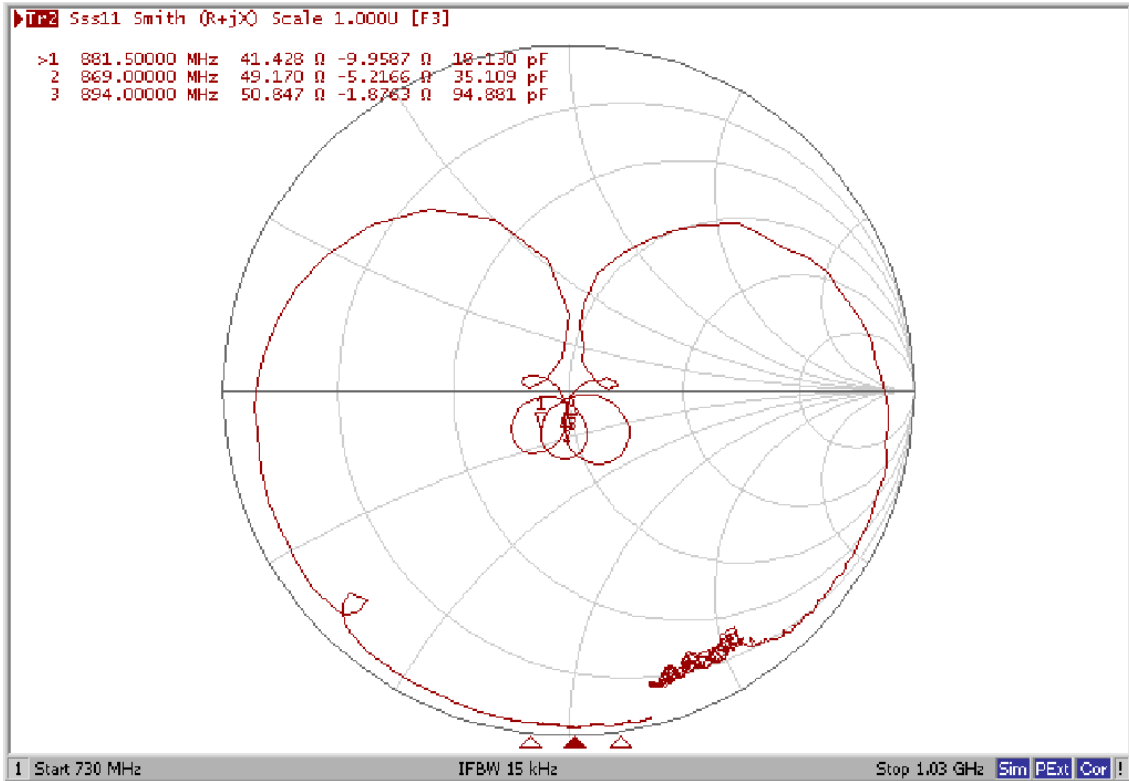 Tr2 Sss11 Smith (R+jX) Scale 1.000U [F3]
>1 881.50000 MHz 41.428 Ω -9.9587 Ω 18.130 pF
2 869.00000 MHz 49.170 Ω -5.2166 Ω 35.109 pF
3 894.00000 MHz 50.847 Ω -1.8763 Ω 94.881 pF
1 Start 730 MHz IFBW 15 kHz Stop 1.03 GHz Sim PExt Cor !